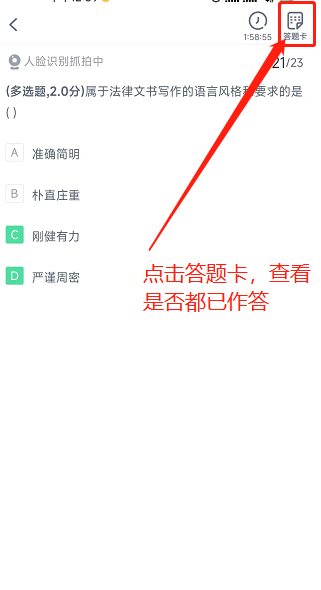 1:58:55
答题卡
人脸识别抓拍中
21/23
(多选题,2.0分)属于法律文书写作的语言风格和要求的是
( )
A 准确简明
B 朴直庄重
C 刚健有力
D 严谨周密
点击答题卡，查看
是否都已作答